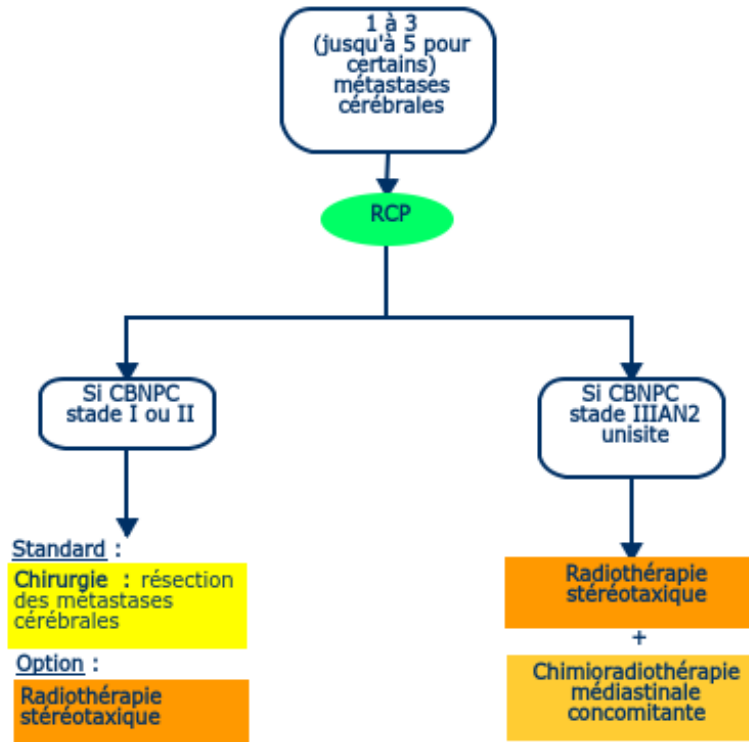 1 à 3
(jusqu'à 5 pour
certains)
métastases
cérébrales
RCP
Si CBNPC
stade I ou II
Si CBNPC
stade IIIAN2
unisite
Standard :
Chirurgie : résection
des métastases
cérébrales
Option :
Radiothérapie
stéréotaxique
Radiothérapie
stéréotaxique
+
Chimioradiothérapie
médiastinale
concomitante